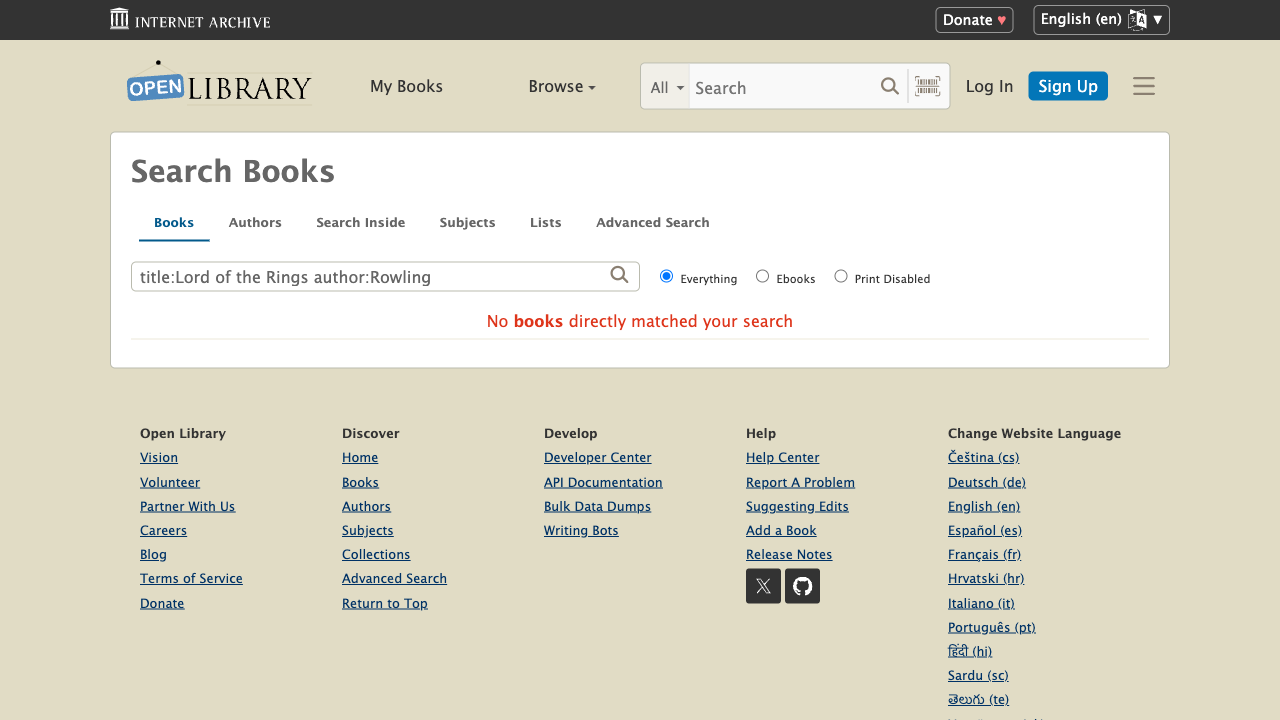 INTERNET ARCHIVE
Donate ♥
English (en) ▼
OPEN LIBRARY
My Books
Browse
All
Search
Log In
Sign Up
Search Books
Books
Authors
Search Inside
Subjects
Lists
Advanced Search
title:Lord of the Rings author:Rowling
Everything
Ebooks
Print Disabled
No books directly matched your search
Open Library
Vision
Volunteer
Partner With Us
Careers
Blog
Terms of Service
Donate
Discover
Home
Books
Authors
Subjects
Collections
Advanced Search
Return to Top
Develop
Developer Center
API Documentation
Bulk Data Dumps
Writing Bots
Help
Help Center
Report A Problem
Suggesting Edits
Add a Book
Release Notes
Change Website Language
Čeština (cs)
Deutsch (de)
English (en)
Español (es)
Français (fr)
Hrvatski (hr)
Italiano (it)
Português (pt)
हिंदी (hi)
Sardu (sc)
తెలుగు (te)